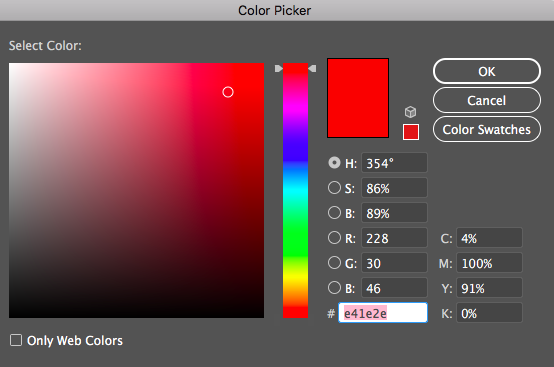 Color Picker
Select Color:
OK
Cancel
Color Swatches
H: 354°
S: 86%
B: 89%
R: 228 C: 4%
G: 30 M: 100%
B: 46 Y: 91%
# e41e2e K: 0%
Only Web Colors